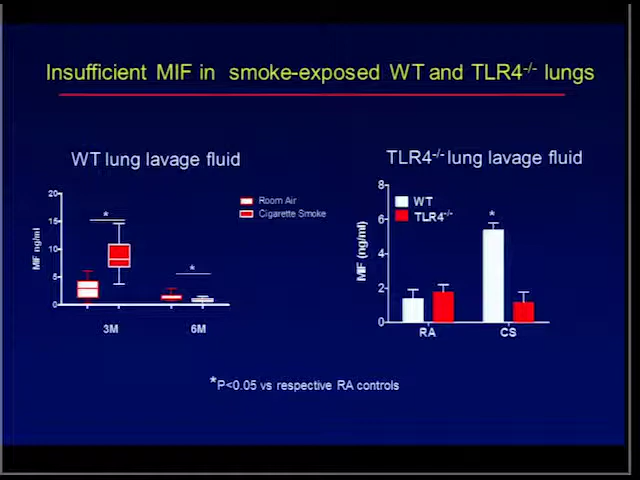 Insufficient MIF in smoke-exposed WT and TLR4-/- lungs
WT lung lavage fluid
TLR4-/- lung lavage fluid
Room Air
Cigarette Smoke
WT
TLR4-/-
MIF ng/ml
20
15
10
5
0
*
*
3M
6M
MIF (ng/ml)
8
6
4
2
0
*
RA
CS
*P<0.05 vs respective RA controls